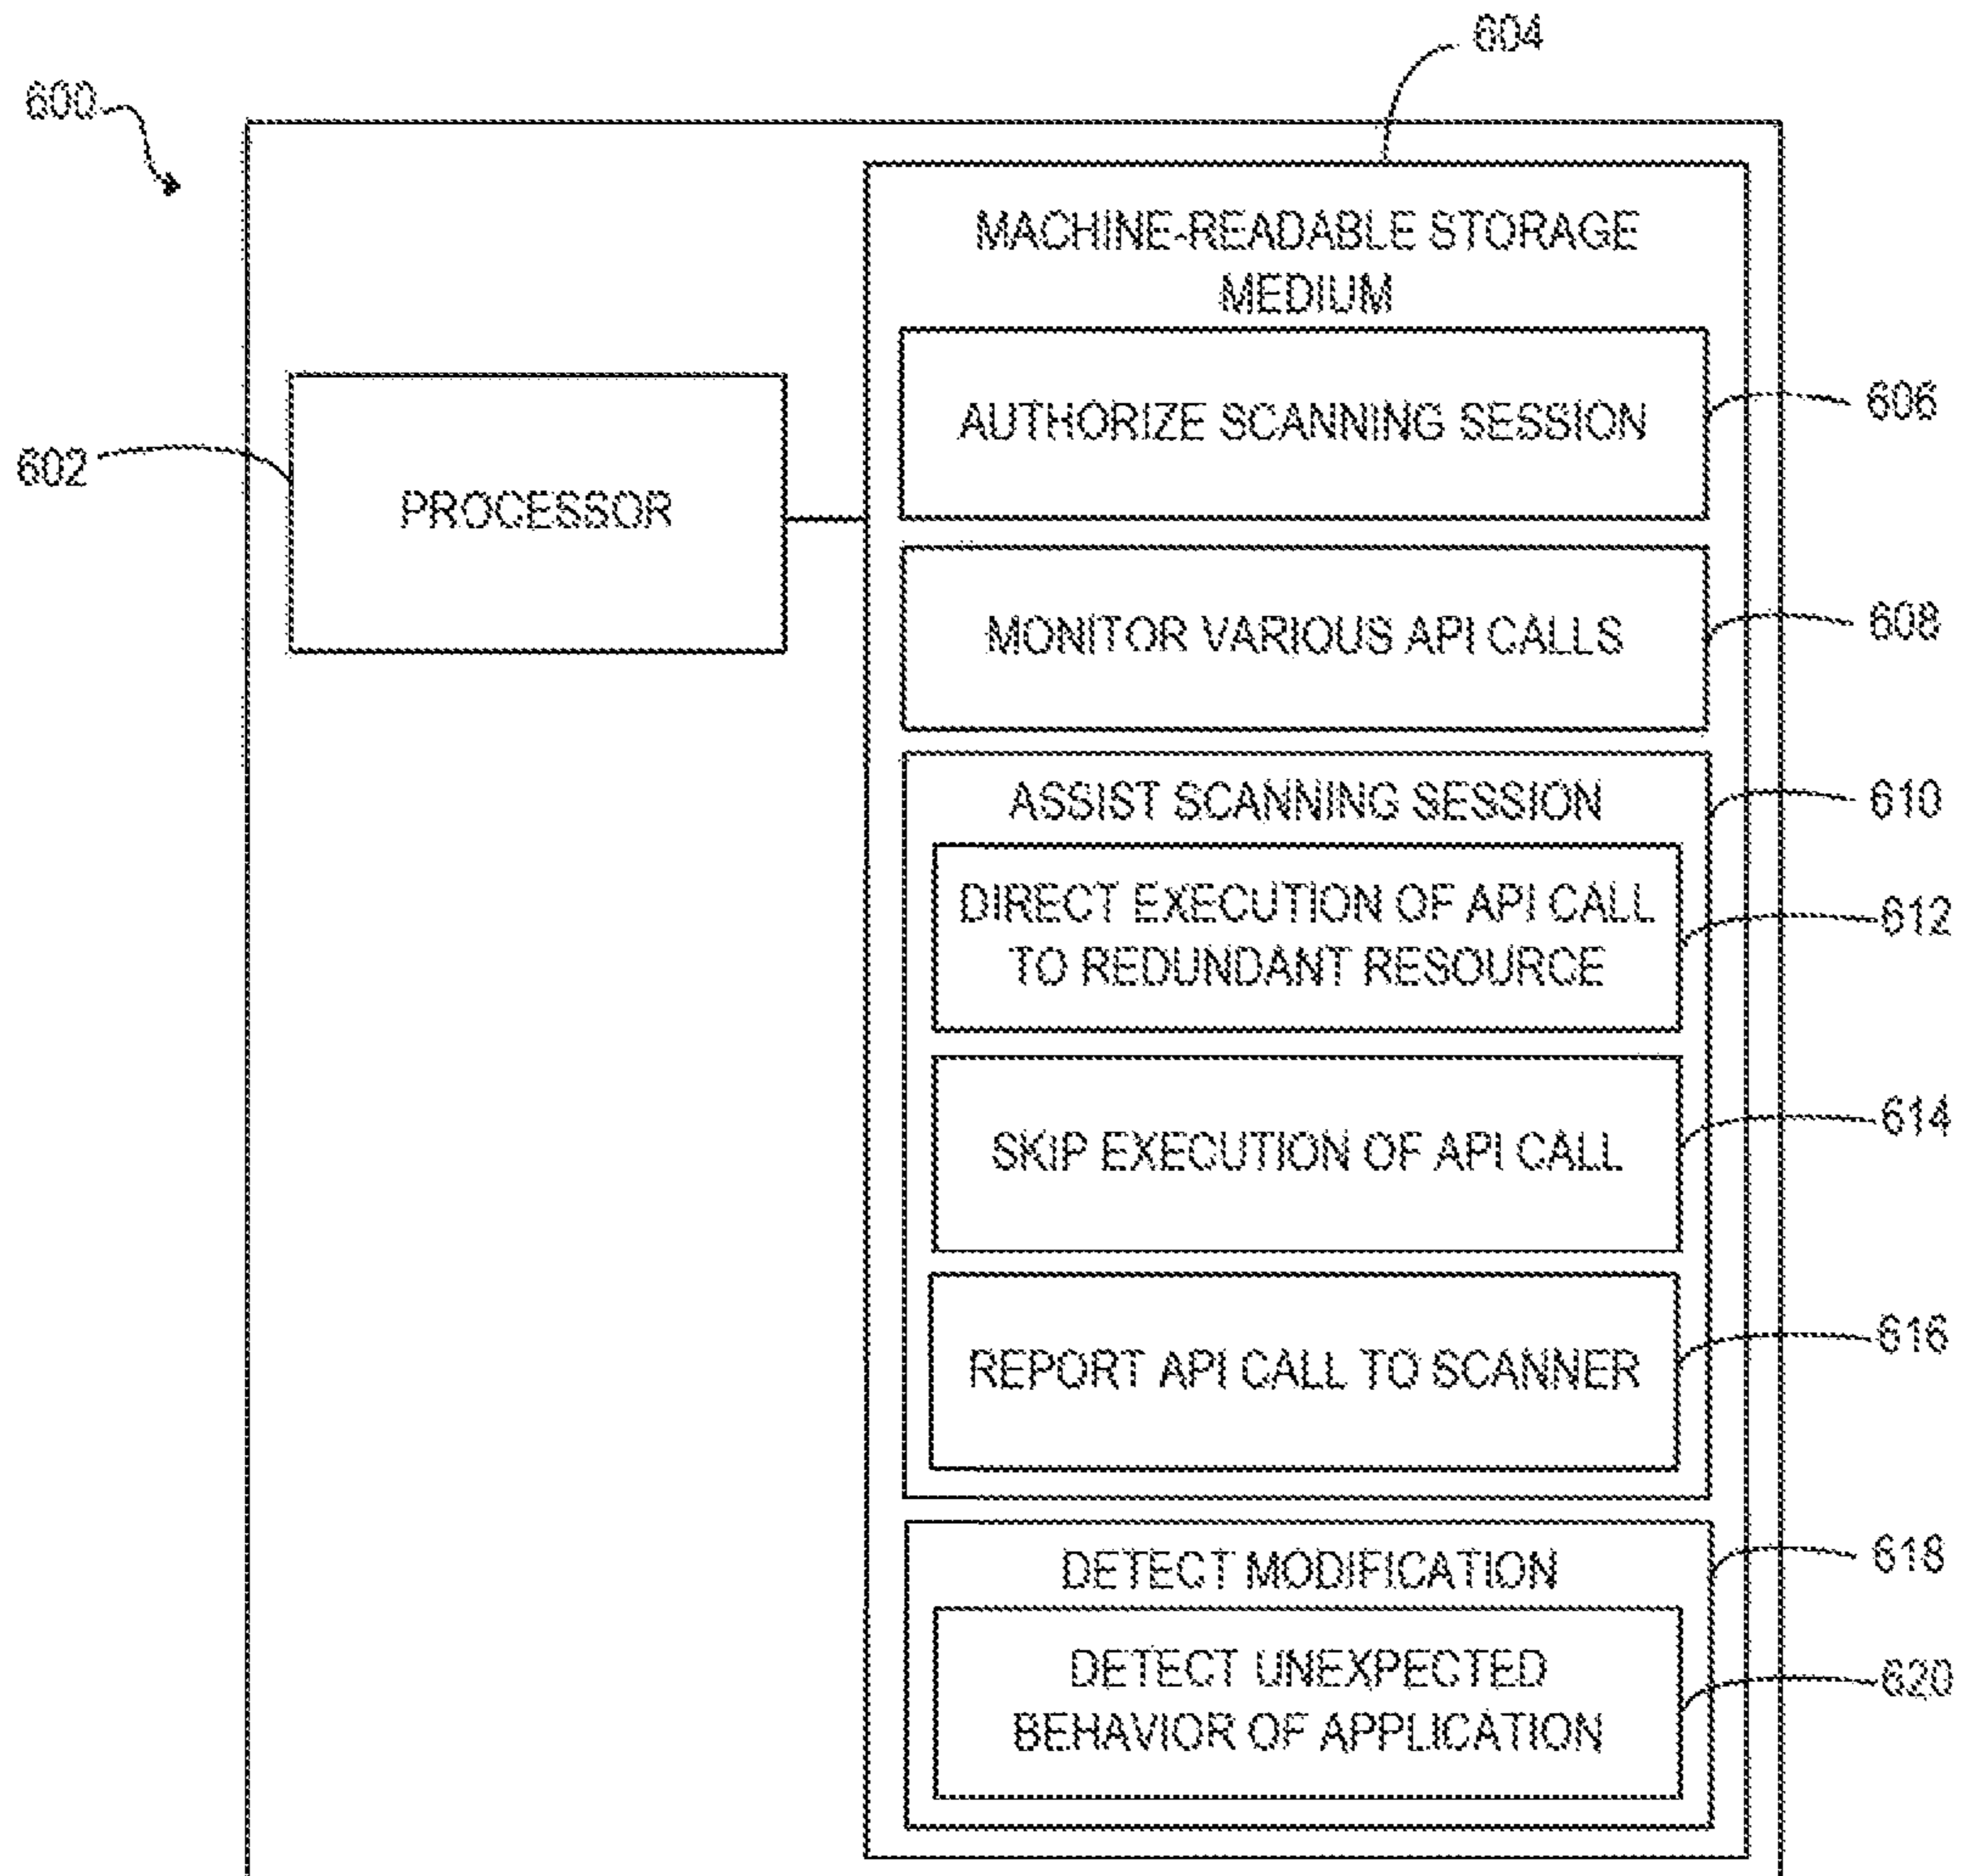 604
600
MACHINE-READABLE STORAGE
MEDIUM
AUTHORIZE SCANNING SESSION
606
602
PROCESSOR
MONITOR VARIOUS API CALLS
608
ASSIST SCANNING SESSION
610
DIRECT EXECUTION OF API CALL
TO REDUNDANT RESOURCE
612
SKIP EXECUTION OF API CALL
614
REPORT API CALL TO SCANNER
616
DETECT MODIFICATION
618
DETECT UNEXPECTED
BEHAVIOR OF APPLICATION
620